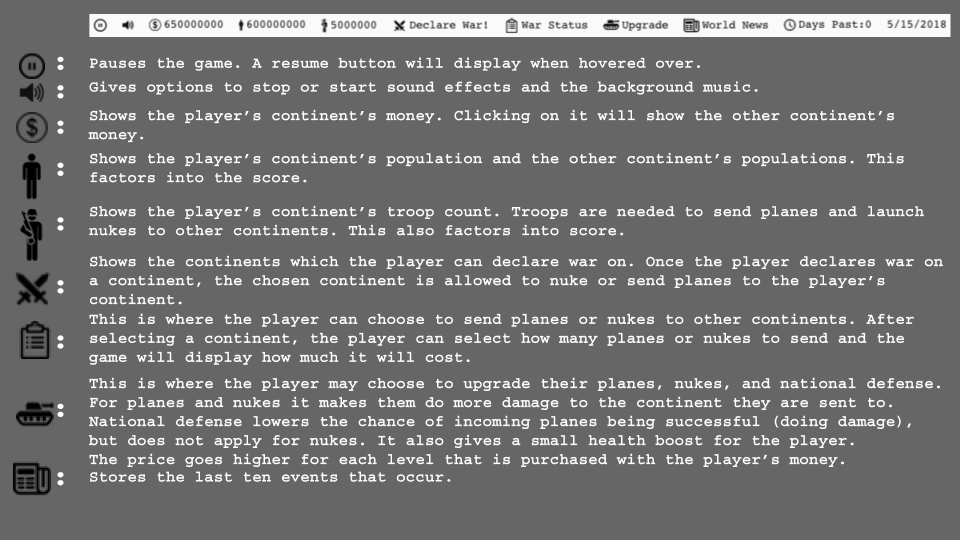 $ 650000000 600000000 5000000 Declare War! War Status Upgrade World News Days Past:0 5/15/2018
: Pauses the game. A resume button will display when hovered over.
: Gives options to stop or start sound effects and the background music.
$ : Shows the player’s continent’s money. Clicking on it will show the other continent’s
money.
: Shows the player’s continent’s population and the other continent’s populations. This
factors into the score.
: Shows the player’s continent’s troop count. Troops are needed to send planes and launch
nukes to other continents. This also factors into score.
: Shows the continents which the player can declare war on. Once the player declares war on
a continent, the chosen continent is allowed to nuke or send planes to the player’s
continent.
: This is where the player can choose to send planes or nukes to other continents. After
selecting a continent, the player can select how many planes or nukes to send and the
game will display how much it will cost.
: This is where the player may choose to upgrade their planes, nukes, and national defense.
For planes and nukes it makes them do more damage to the continent they are sent to.
National defense lowers the chance of incoming planes being successful (doing damage),
but does not apply for nukes. It also gives a small health boost for the player.
The price goes higher for each level that is purchased with the player’s money.
: Stores the last ten events that occur.